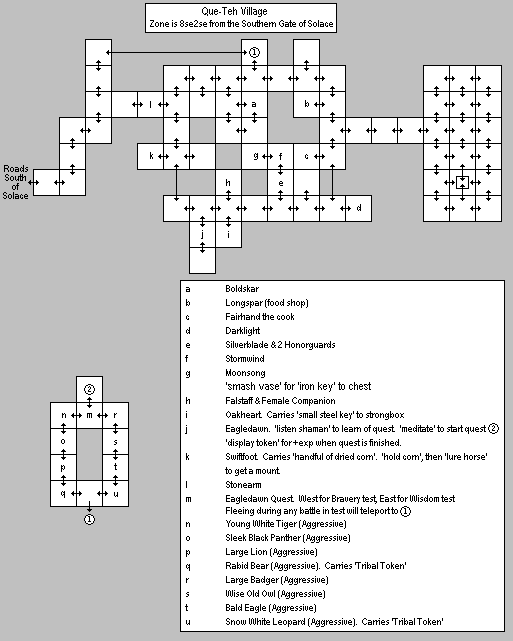 Que-Teh Village
Zone is 8se2se from the Southern Gate of Solace
1
l
a
b
k
g
f
c
Roads
South
of
Solace
h
e
d
j
i
a Boldskar
b Longspar (food shop)
c Fairhand the cook
d Darklight
e Silverblade & 2 Honorguards
f Stormwind
g Moonsong
'smash vase' for 'iron key' to chest
h Falstaff & Female Companion
i Oakheart. Carries 'small steel key' to strongbox
j Eagledawn. 'listen shaman' to learn of quest. 'meditate' to start quest 2
'display token' for +exp when quest is finished.
k Swiftfoot. Carries 'handful of dried corn'. 'hold corn', then 'lure horse'
to get a mount.
l Stonearm
m Eagledawn Quest. West for Bravery test, East for Wisdom test
Fleeing during any battle in test will teleport to 1
n Young White Tiger (Aggressive)
o Sleek Black Panther (Aggressive)
p Large Lion (Aggressive)
q Rabid Bear (Aggressive). Carries 'Tribal Token'
r Large Badger (Aggressive)
s Wise Old Owl (Aggressive)
t Bald Eagle (Aggressive)
u Snow White Leopard (Aggressive). Carries 'Tribal Token'
2
n m r
o s
p t
q u
1